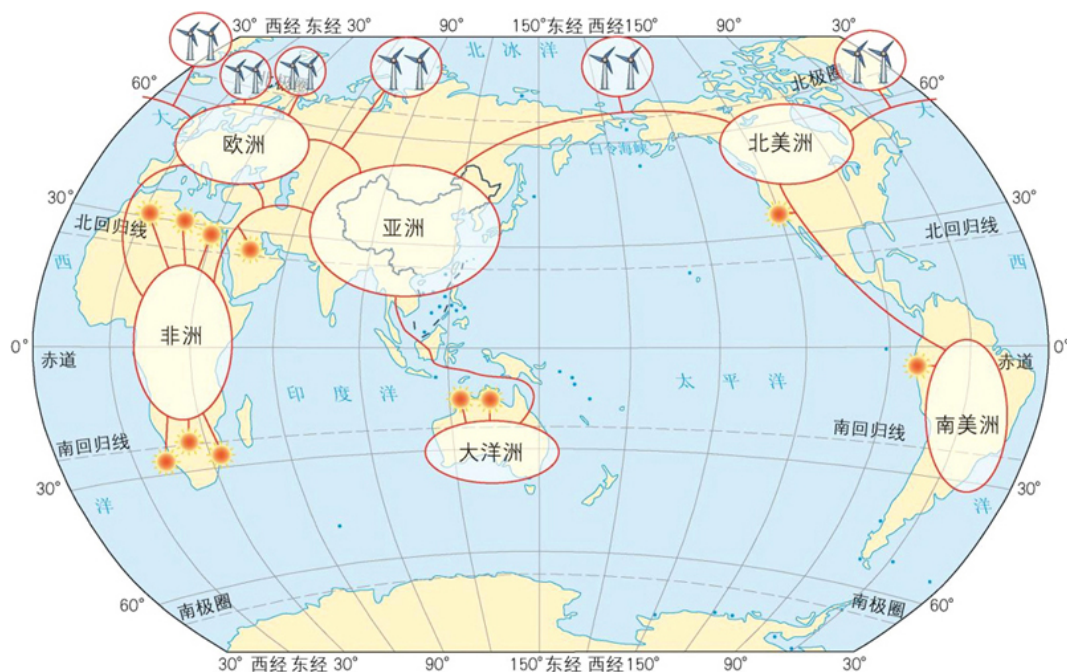 30° 西经 东经 30° 90° 150° 东经 西经 150° 90° 30°
北冰洋
60° 北极圈 北极圈 60°
大 欧洲 白令海峡 北美洲 大
30° 30°
北回归线 亚洲 北回归线
西 西
非洲
0° 赤道 赤道 0°
印度洋 太平洋
南回归线 大洋洲 南回归线 南美洲
30° 30°
洋 洋
60° 南极圈 南极圈 60°
30° 西经 东经 30° 90° 150° 东经 西经 150° 90° 30°